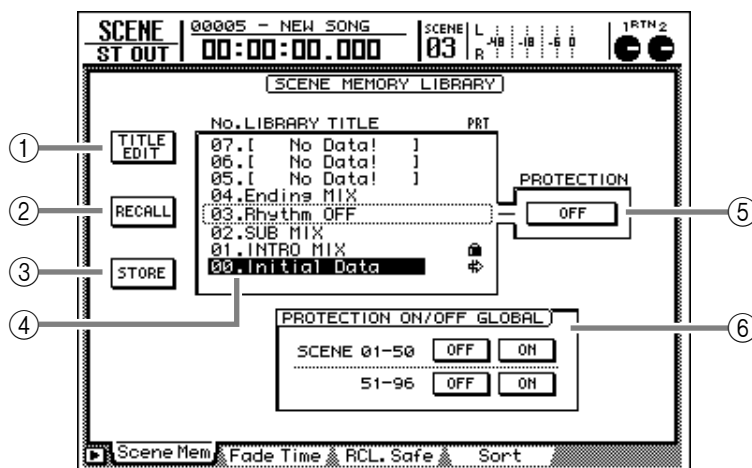 SCENE
ST OUT
00005 - NEW SONG
00:00:00.000
SCENE
03
L
R
-48 -18 -6 0
1 RTN 2
SCENE MEMORY LIBRARY
No.LIBRARY TITLE PRT
07.[ No Data! ]
06.[ No Data! ]
05.[ No Data! ]
04.Ending MIX
03.Rhythm OFF
02.SUB MIX
01.INTRO MIX
00.Initial Data
1
TITLE
EDIT
2
RECALL
3
STORE
4
PROTECTION
OFF
5
PROTECTION ON/OFF GLOBAL
SCENE 01-50 OFF ON
51-96 OFF ON
6
Scene Mem Fade Time RCL. Safe Sort